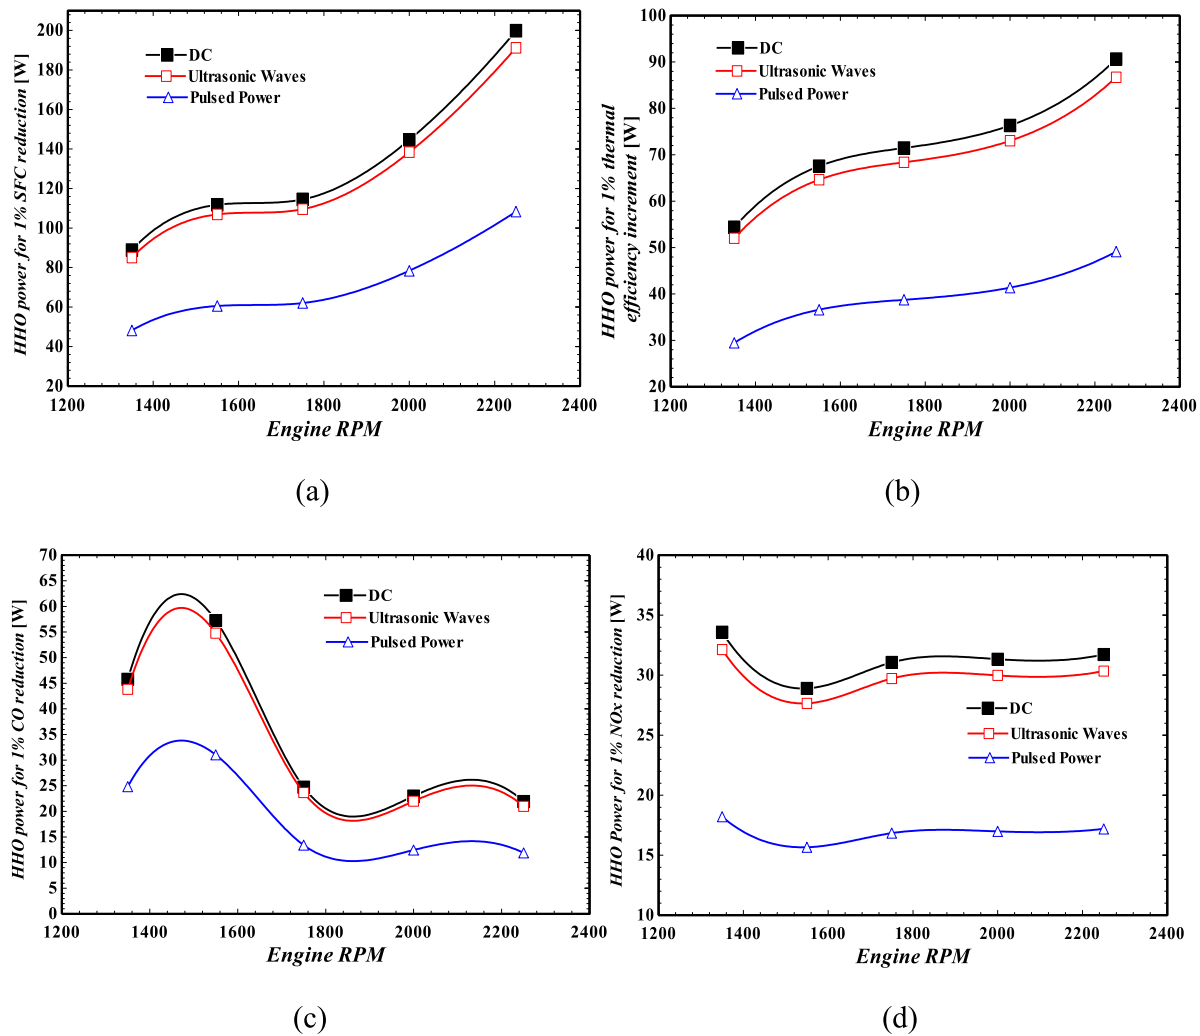 HHO power for 1% SFC reduction [W]
200
180
160
140
120
100
80
60
40
20
DC
Ultrasonic Waves
Pulsed Power
1200 1400 1600 1800 2000 2200 2400
Engine RPM
(a)
HHO power for 1% thermal
efficiency increment [W]
100
90
80
70
60
50
40
30
20
DC
Ultrasonic Waves
Pulsed Power
1200 1400 1600 1800 2000 2200 2400
Engine RPM
(b)
HHO power for 1% CO reduction [W]
70
65
60
55
50
45
40
35
30
25
20
15
10
5
0
DC
Ultrasonic Waves
Pulsed Power
1200 1400 1600 1800 2000 2200 2400
Engine RPM
(c)
HHO Power for 1% NOx reduction [W]
40
35
30
25
20
15
10
DC
Ultrasonic Waves
Pulsed Power
1200 1400 1600 1800 2000 2200 2400
Engine RPM
(d)